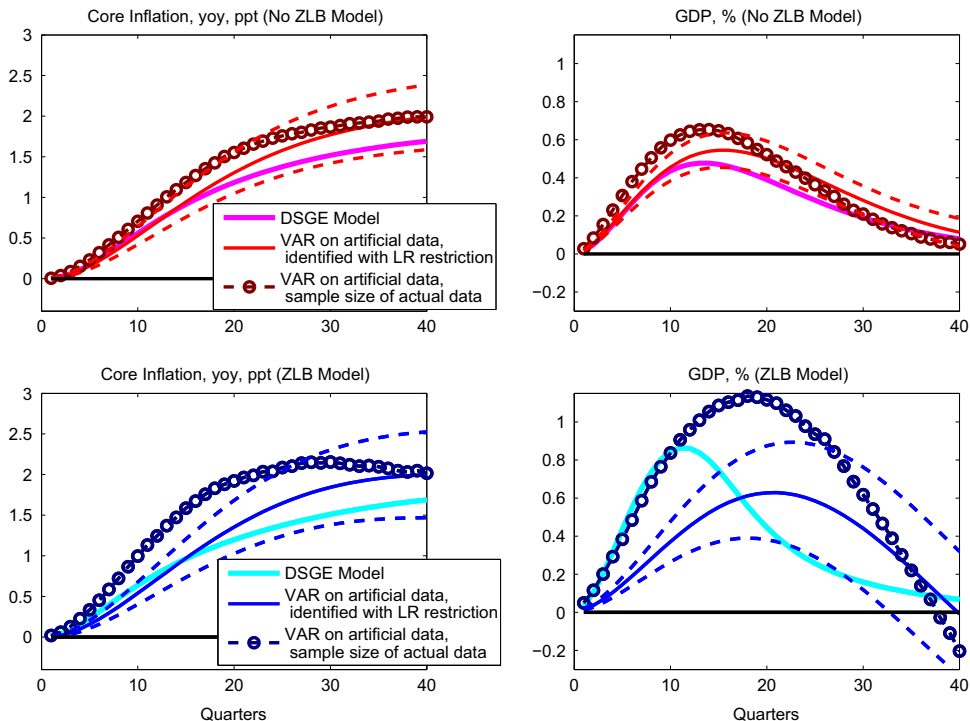 Core Inflation, yoy, ppt (No ZLB Model)
3
2.5
2
1.5
1
0.5
0
0 10 20 30 40
DSGE Model
VAR on artificial data,
identified with LR restriction
VAR on artificial data,
sample size of actual data
GDP, % (No ZLB Model)
1
0.8
0.6
0.4
0.2
0
−0.2
0 10 20 30 40
Core Inflation, yoy, ppt (ZLB Model)
3
2.5
2
1.5
1
0.5
0
0 10 20 30 40
DSGE Model
VAR on artificial data,
identified with LR restriction
VAR on artificial data,
sample size of actual data
Quarters
GDP, % (ZLB Model)
1
0.8
0.6
0.4
0.2
0
−0.2
0 10 20 30 40
Quarters